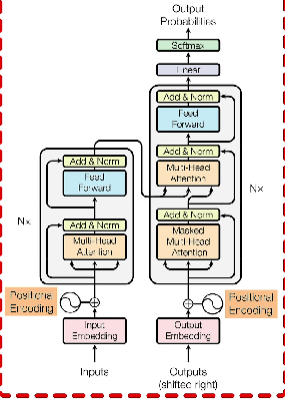 Output
Probabilities
Softmax
Linear
Add & Norm
Feed
Forward
Add & Norm
Multi-Head
Attention
Add & Norm
Masked
Multi-Head
Attention
Nx
Add & Norm
Feed
Forward
Nx
Add & Norm
Multi-Head
Attention
Positional
Encoding
Positional
Encoding
Input
Embedding
Output
Embedding
Inputs
Outputs
(shifted right)